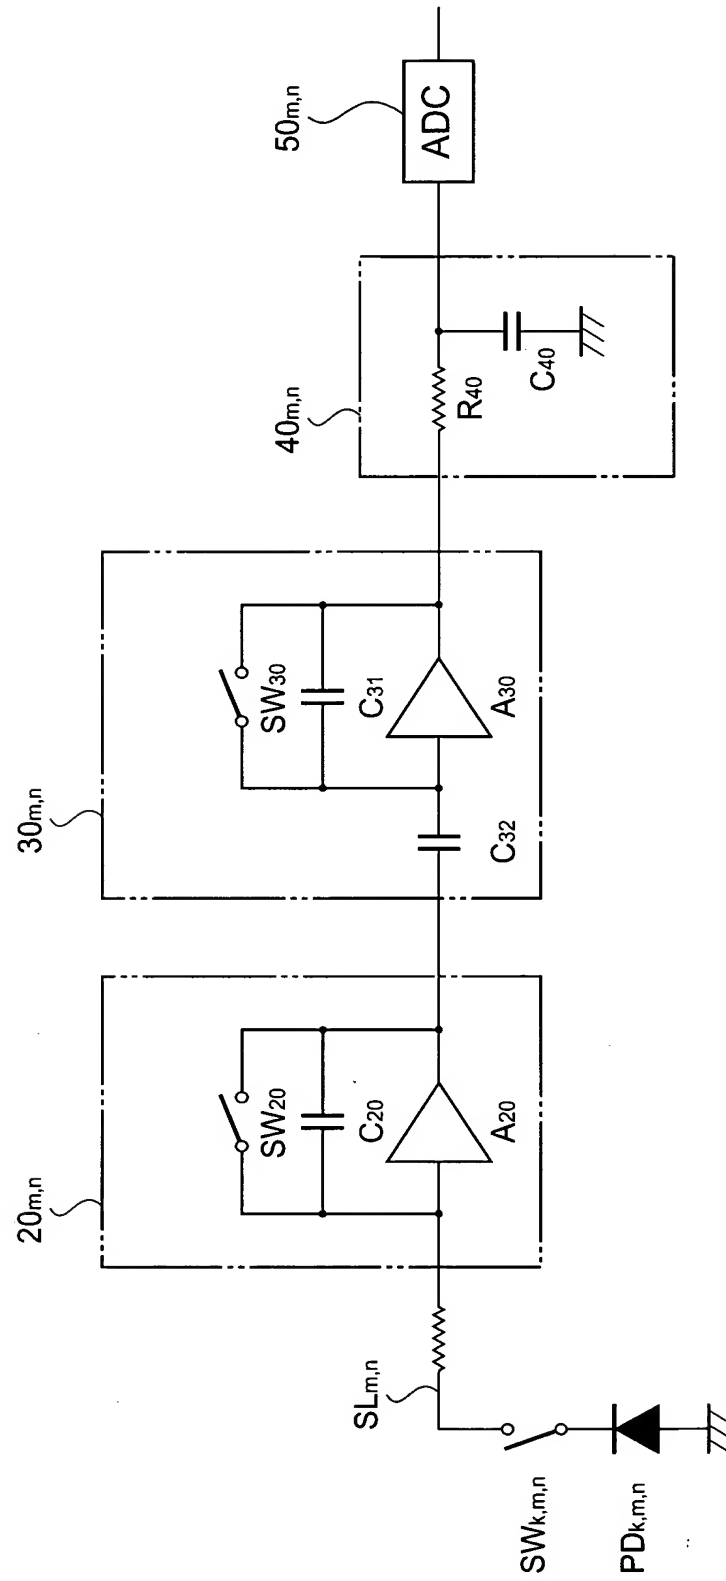 20m,n
30m,n
40m,n
50m,n
SW20
C20
A20
SW30
C31
A30
C32
R40
C40
ADC
SLm,n
SWk,m,n
PDk,m,n